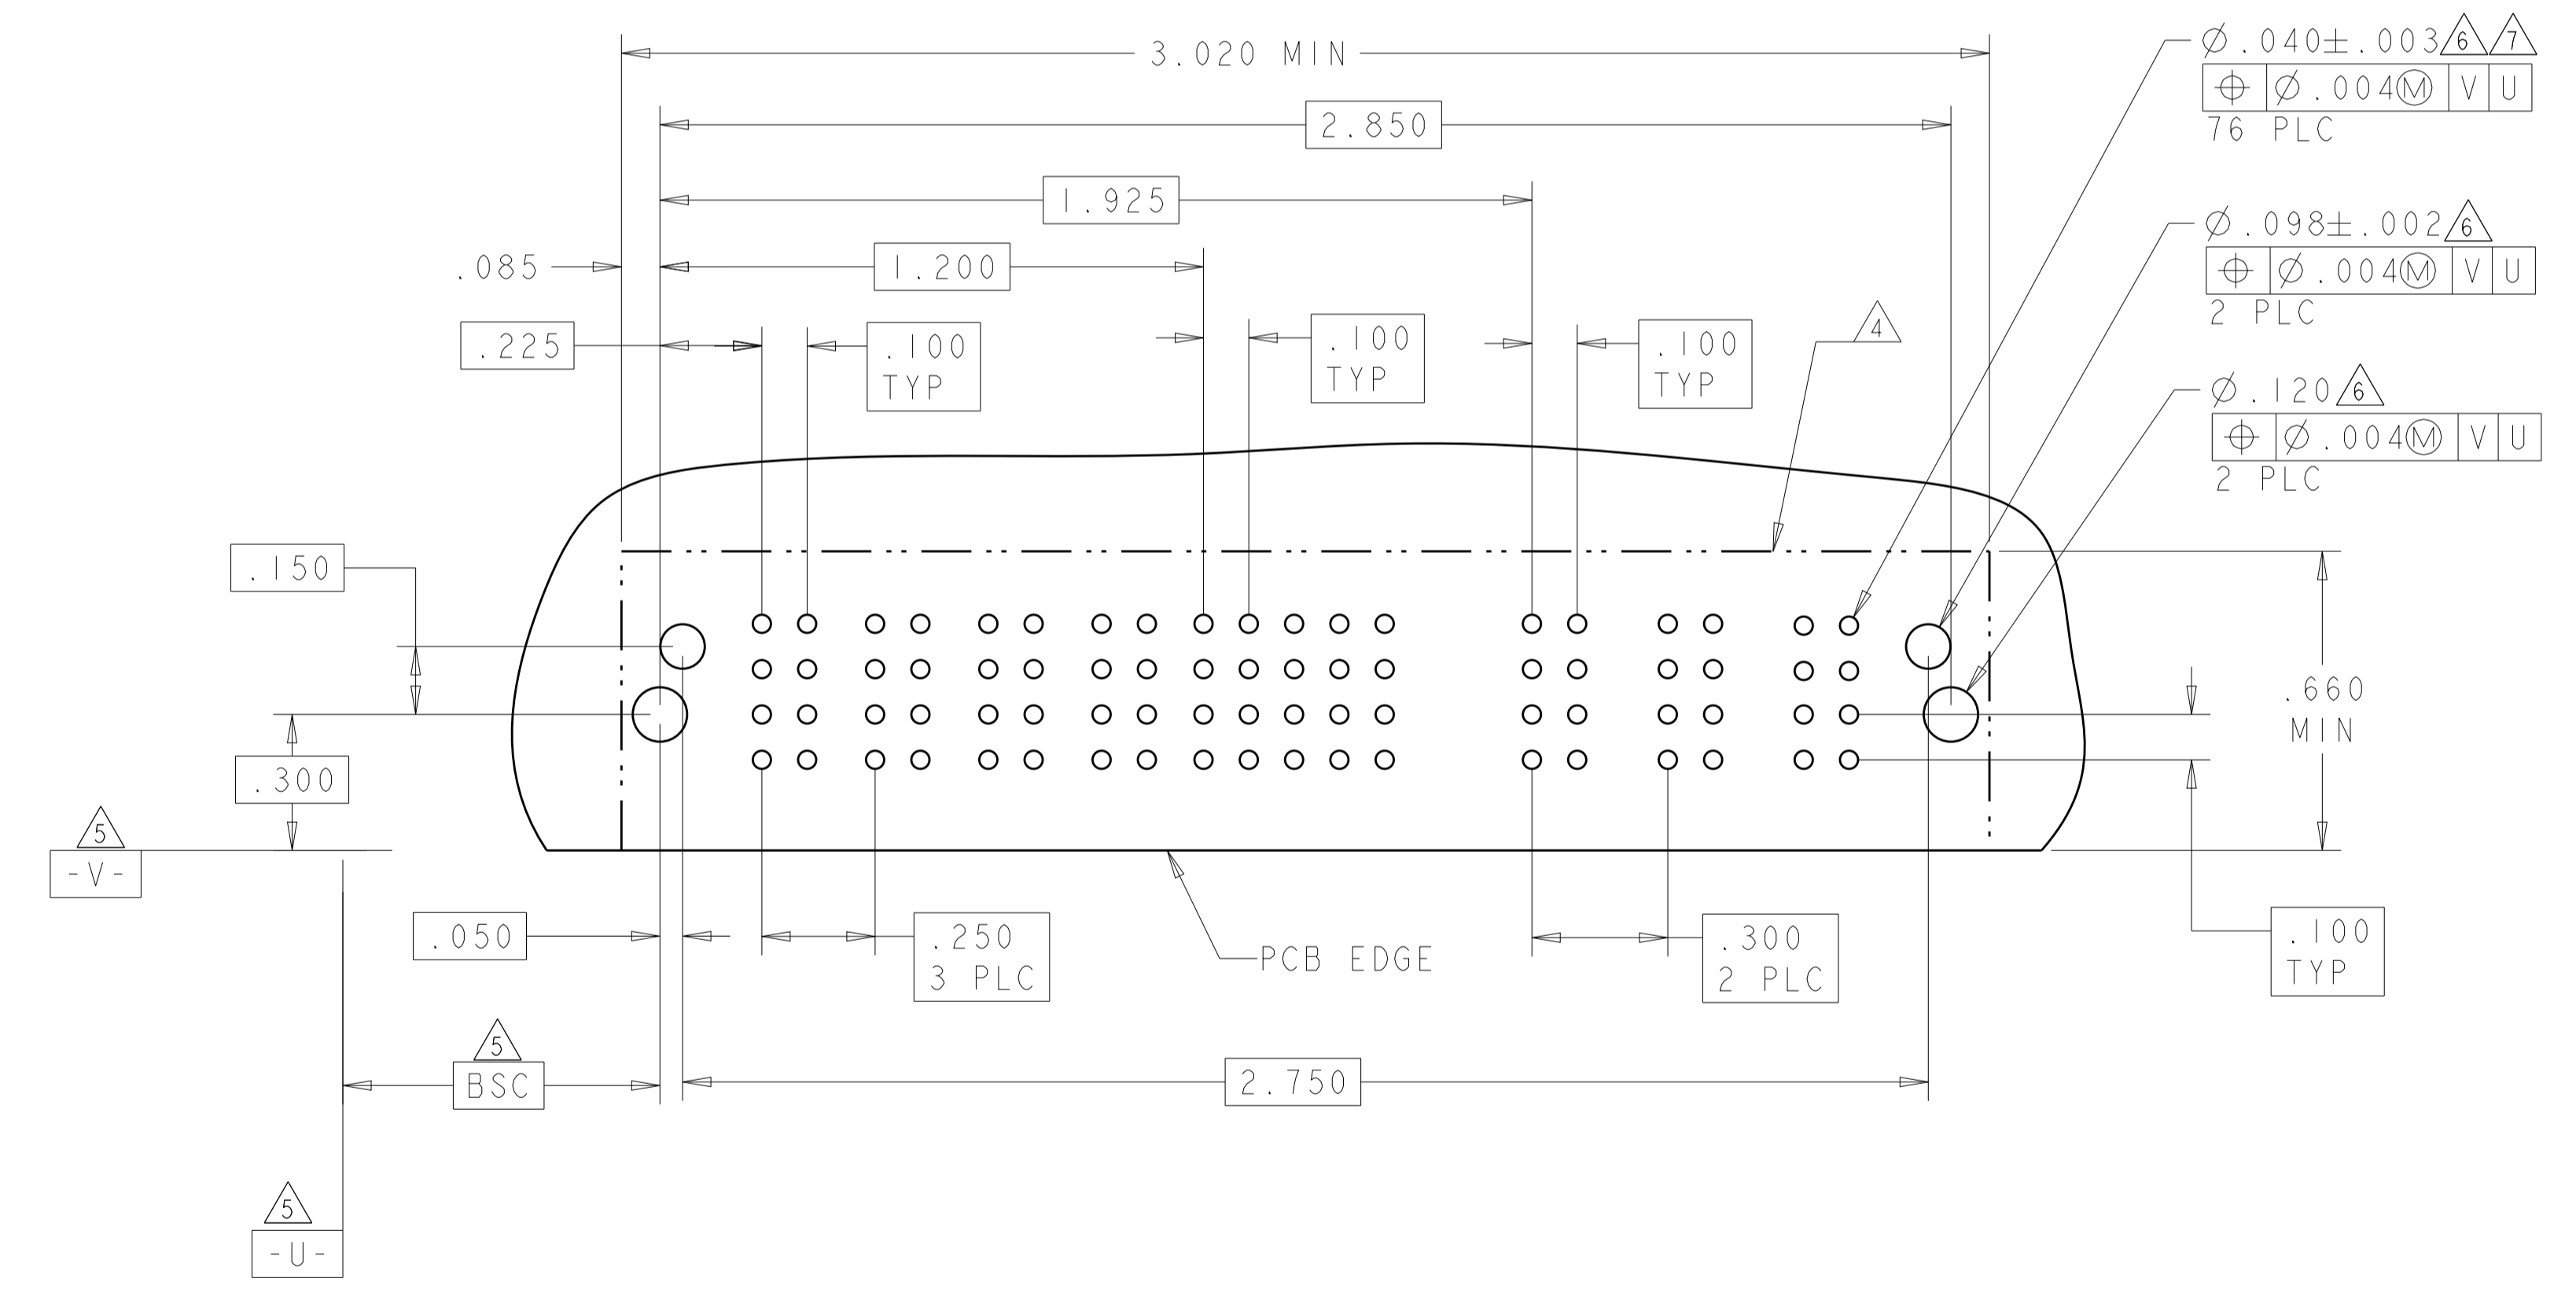 3.020 MIN
∅.040±.003 6 7
⌖ ∅.004Ⓜ V U
76 PLC
2.850
1.925
∅.098±.002 6
⌖ ∅.004Ⓜ V U
2 PLC
.085
1.200
.225
.100
TYP
.100
TYP
.100
TYP
4
∅.120 6
⌖ ∅.004Ⓜ V U
2 PLC
.150
.660
MIN
.300
5
-V-
.050
.250
3 PLC
PCB EDGE
.300
2 PLC
.100
TYP
5
BSC
2.750
5
-U-